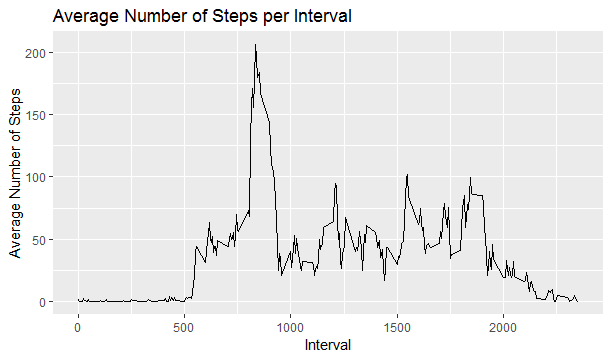 Average Number of Steps per Interval
Average Number of Steps
200
150
100
50
0
0 500 1000 1500 2000
Interval